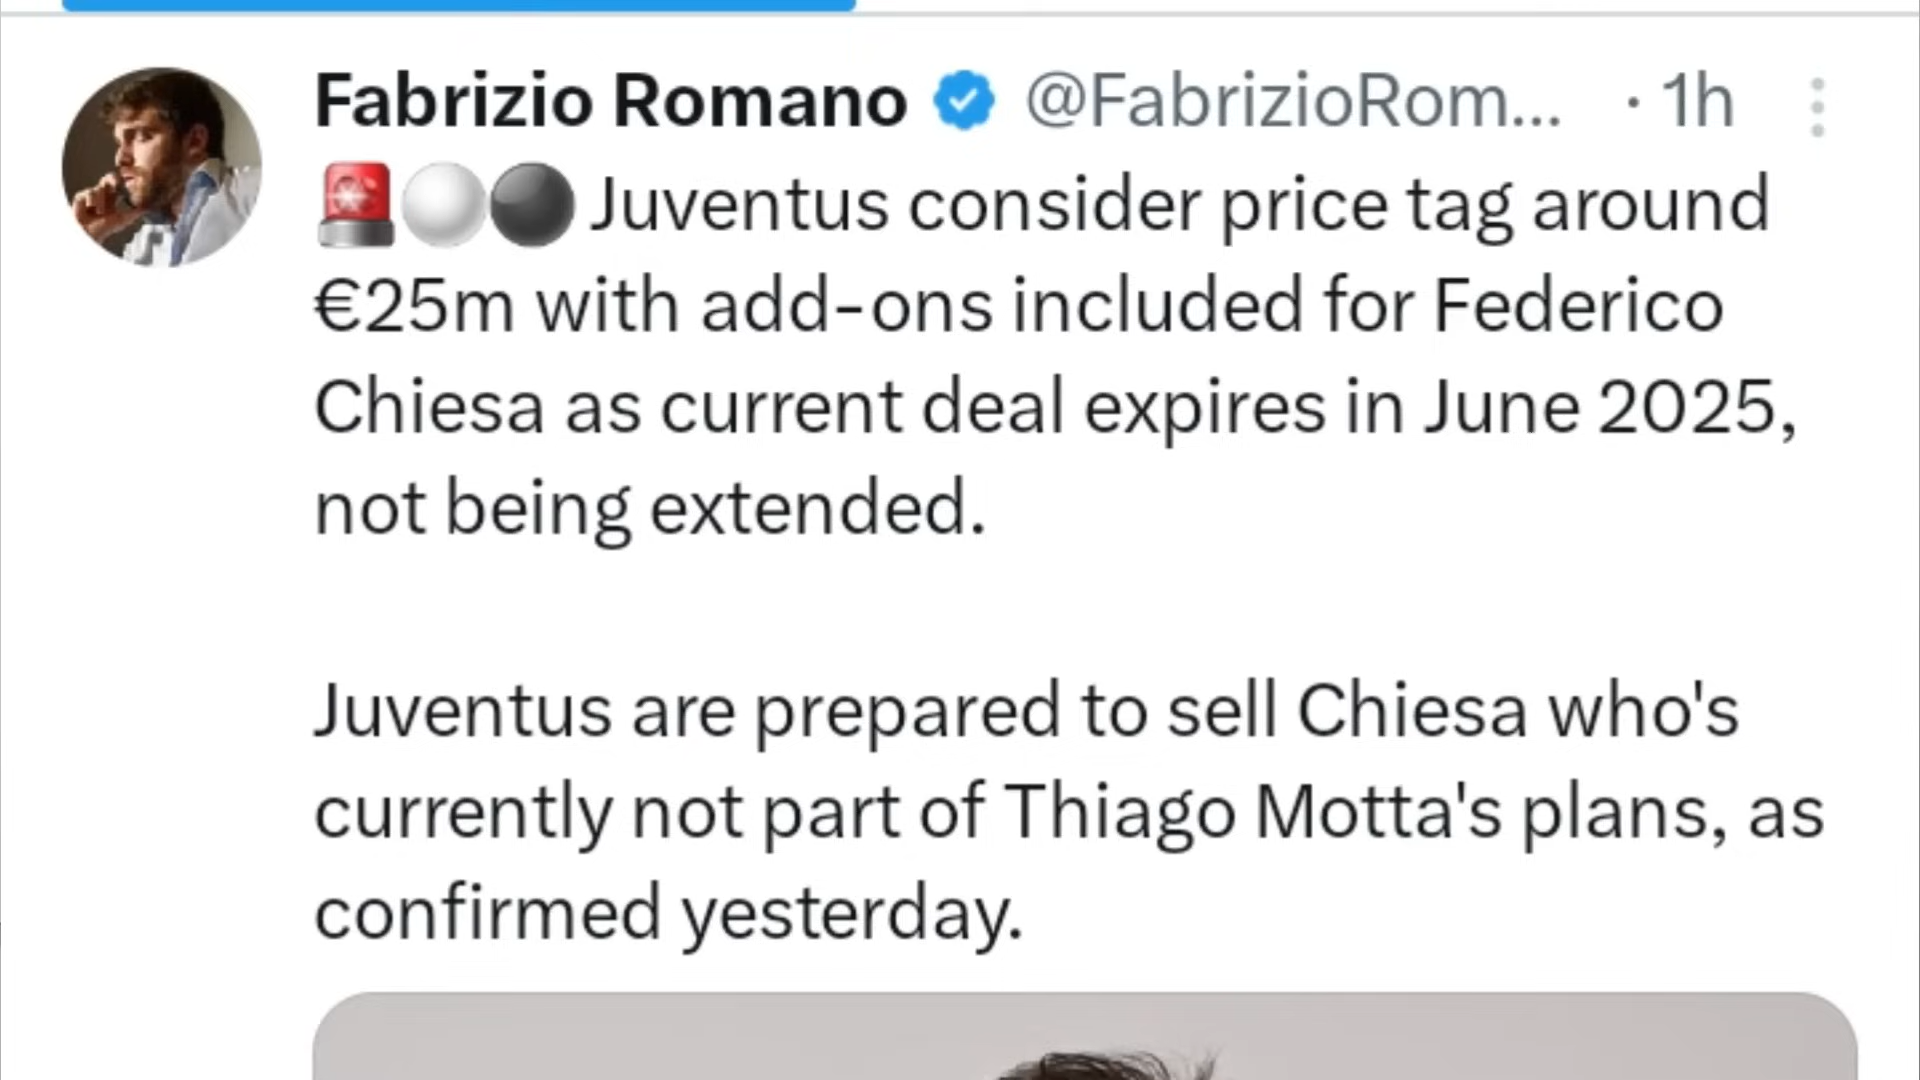 Fabrizio Romano @FabrizioRom... · 1h
🚨⚪⚫ Juventus consider price tag around
€25m with add-ons included for Federico
Chiesa as current deal expires in June 2025,
not being extended.
Juventus are prepared to sell Chiesa who's
currently not part of Thiago Motta's plans, as
confirmed yesterday.